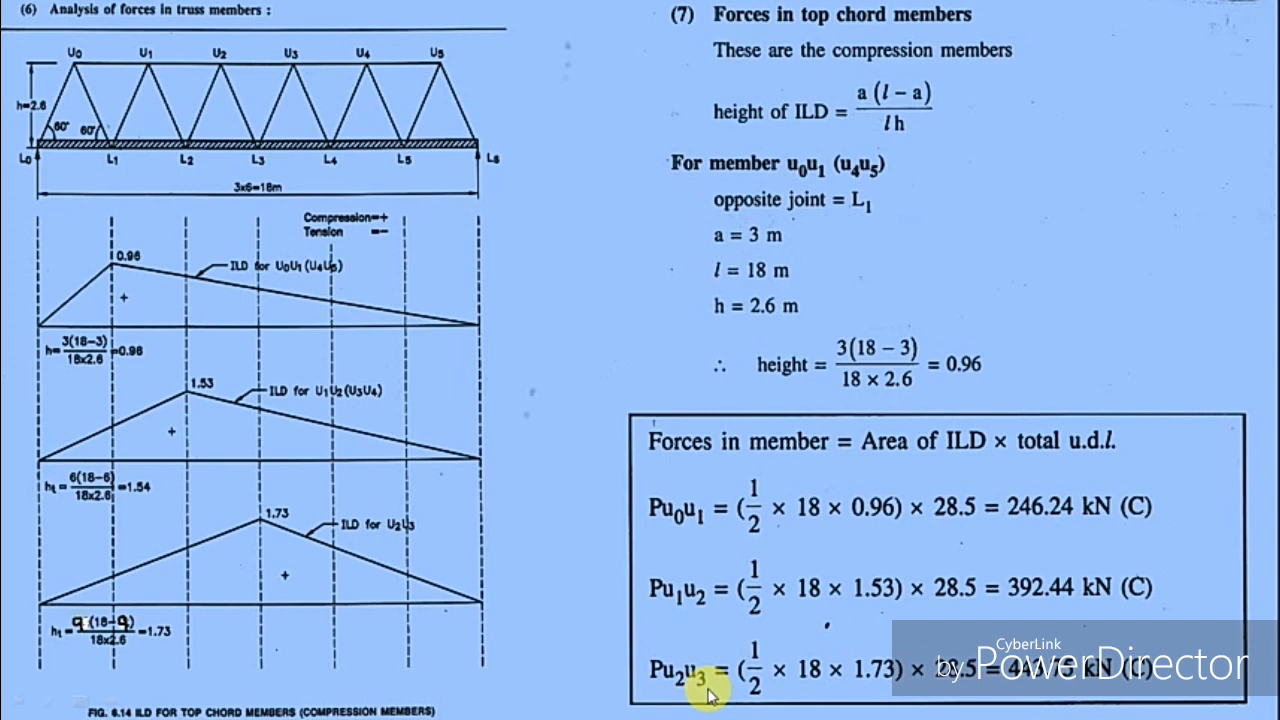 (6) Analysis of forces in truss members :
U0 U1 U2 U3 U4 U5
h=2.6
60° 60°
L0 L1 L2 L3 L4 L5 L6
3x6=18m
Compression=+
Tension =-
0.96
ILD for U0U1(U4U5)
+
h=3(18-3)/18x2.6=0.96
1.53
ILD for U1U2(U3U4)
+
h1=6(18-6)/18x2.6=1.54
1.73
ILD for U2U3
+
h1=9(18-9)/18x2.6=1.73
FIG. 6.14 ILD FOR TOP CHORD MEMBERS (COMPRESSION MEMBERS)
(7) Forces in top chord members
These are the compression members
height of ILD = a (l – a)/lh
For member u0u1 (u4u5)
opposite joint = L1
a = 3 m
l = 18 m
h = 2.6 m
∴ height = 3(18 – 3)/18 × 2.6 = 0.96
Forces in member = Area of ILD × total u.d.l.
Pu0u1 = (1/2 × 18 × 0.96) × 28.5 = 246.24 kN (C)
Pu1u2 = (1/2 × 18 × 1.53) × 28.5 = 392.44 kN (C)
Pu2u3 = (1/2 × 18 × 1.73) × 28.5 = 443.75 kN (C)
CyberLink
by PowerDirector